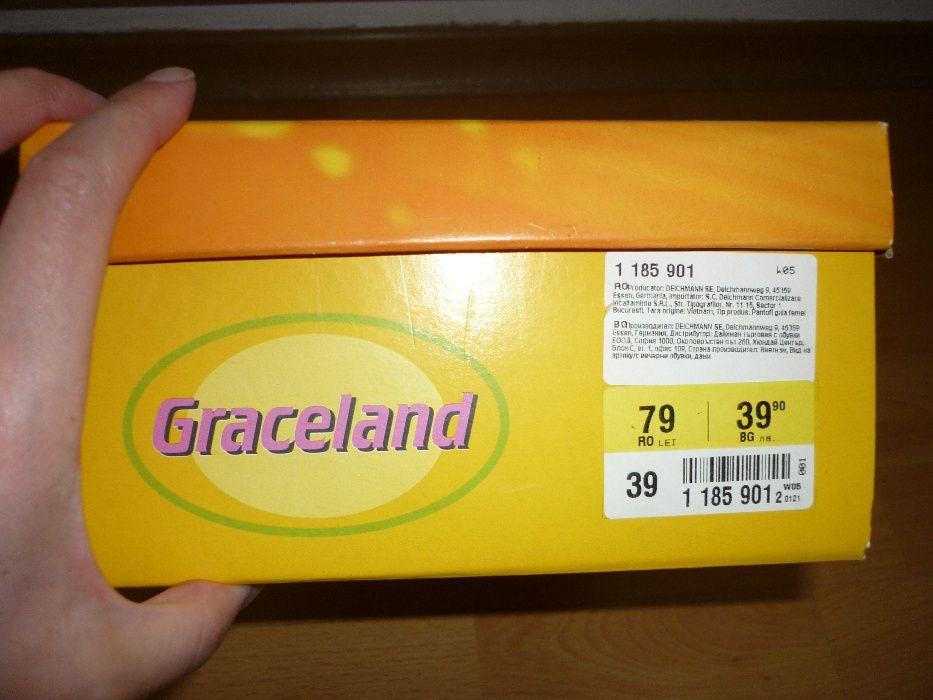 Graceland
1 185 901 W05
RO Producator: DEICHMANN SE, Deichmannweg 9, 45359
Essen, Germania, Importator: S.C. Deichmann Comercializare
Incaltaminte S.R.L., Str. Tipografilor, Nr. 11-15, Sector 1
Bucuresti, Tara origine: Vietnam, Tip produs: Pantofi gala femei
BG Производител: DEICHMANN SE, Deichmannweg 9, 45359
Essen, Германия, Дистрибутор: Дайхман търговия с обувки
ЕООД, София 1000, Околовръстен път 260, Хюндай Център,
Блок С, ет. 1, офис 109, Страна производител: Виетнам, Вид на
артикул: вечерни обувки, дами
79 39 90
RO LEI BG лв.
39
001
W05
1 185 901 2 0121